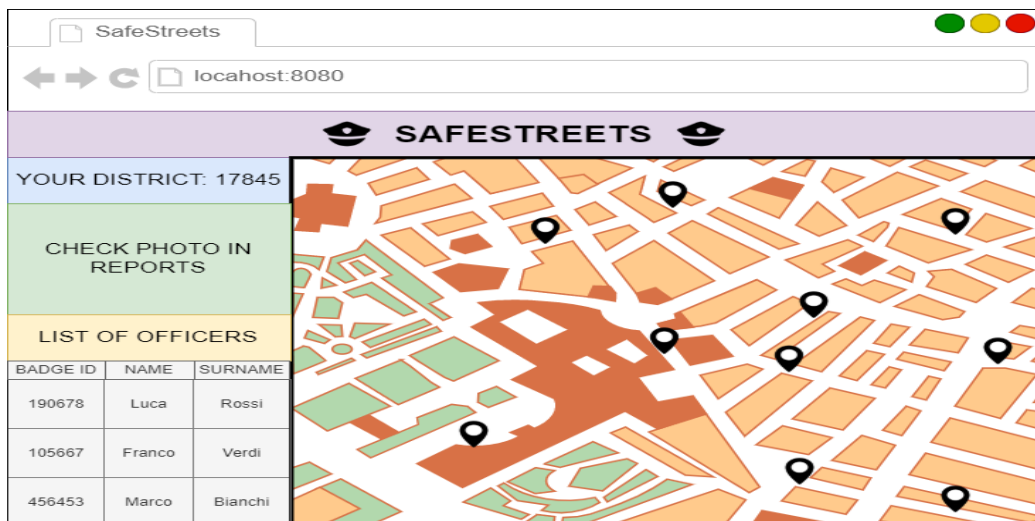 SafeStreets
locahost:8080
SAFESTREETS
YOUR DISTRICT: 17845
CHECK PHOTO IN
REPORTS
LIST OF OFFICERS
BADGE ID NAME SURNAME
190678 Luca Rossi
105667 Franco Verdi
456453 Marco Bianchi